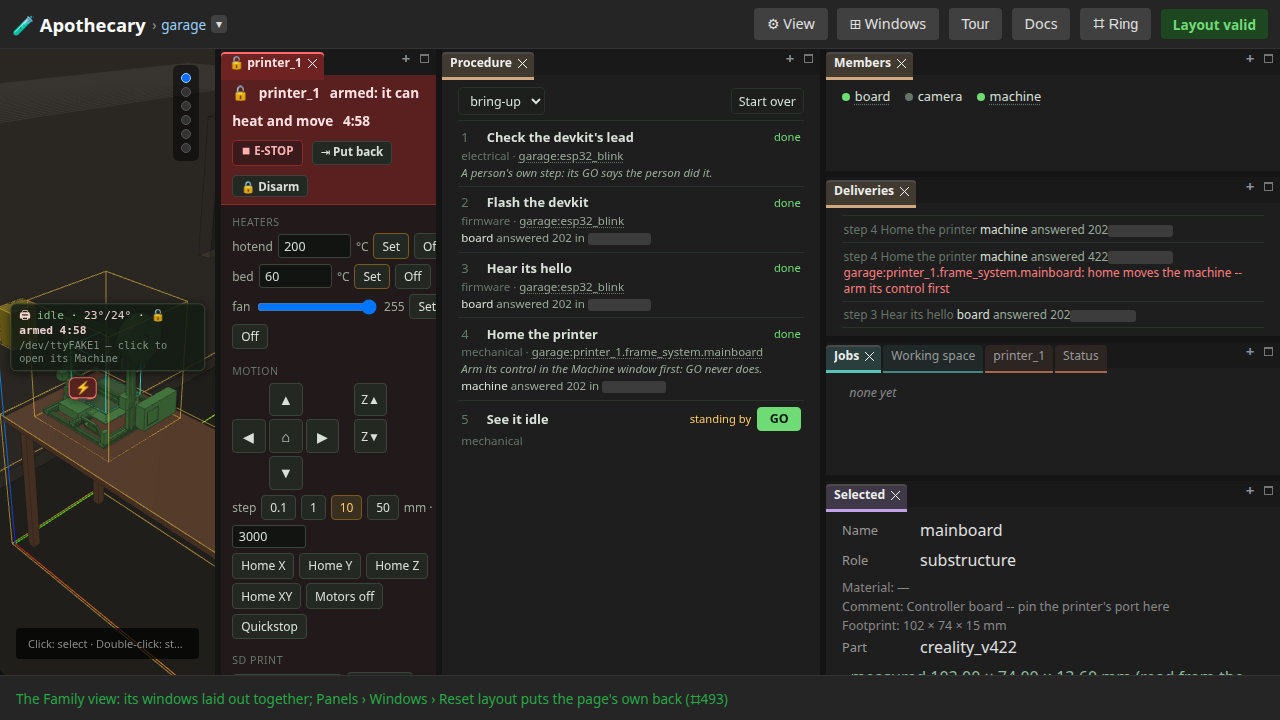 Apothecary › garage ▾
⚙ View
⊞ Windows
Tour
Docs
⌗ Ring
Layout valid
idle · 23°/24° ·
armed 4:58
/dev/ttyFAKE1 — click to
open its Machine
Click: select · Double-click: st…
printer_1
printer_1 armed: it can
heat and move 4:58
■ E-STOP
⇥ Put back
Disarm
HEATERS
hotend 200 °C Set Of
bed 60 °C Set Off
fan 255 Set
Off
MOTION
▲ Z▲
◀ ⌂ ▶ Z▼
▼
step 0.1 1 10 50 mm ·
3000
Home X Home Y Home Z
Home XY Motors off
Quickstop
SD PRINT
Procedure
bring-up
Start over
1 Check the devkit's lead done
electrical · garage:esp32_blink
A person's own step: its GO says the person did it.
2 Flash the devkit done
firmware · garage:esp32_blink
board answered 202 in
3 Hear its hello done
firmware · garage:esp32_blink
board answered 202 in
4 Home the printer done
mechanical · garage:printer_1.frame_system.mainboard
Arm its control in the Machine window first: GO never does.
machine answered 202 in
5 See it idle standing by GO
mechanical
Members
board camera machine
Deliveries
step 4 Home the printer machine answered 202
step 4 Home the printer machine answered 422
garage:printer_1.frame_system.mainboard: home moves the machine --
arm its control first
step 3 Hear its hello board answered 202
Jobs
Working space
printer_1
Status
none yet
Selected
Name mainboard
Role substructure
Material: —
Comment: Controller board -- pin the printer's port here
Footprint: 102 × 74 × 15 mm
Part creality_v422
The Family view: its windows laid out together; Panels › Windows › Reset layout puts the page's own back (⌗493)